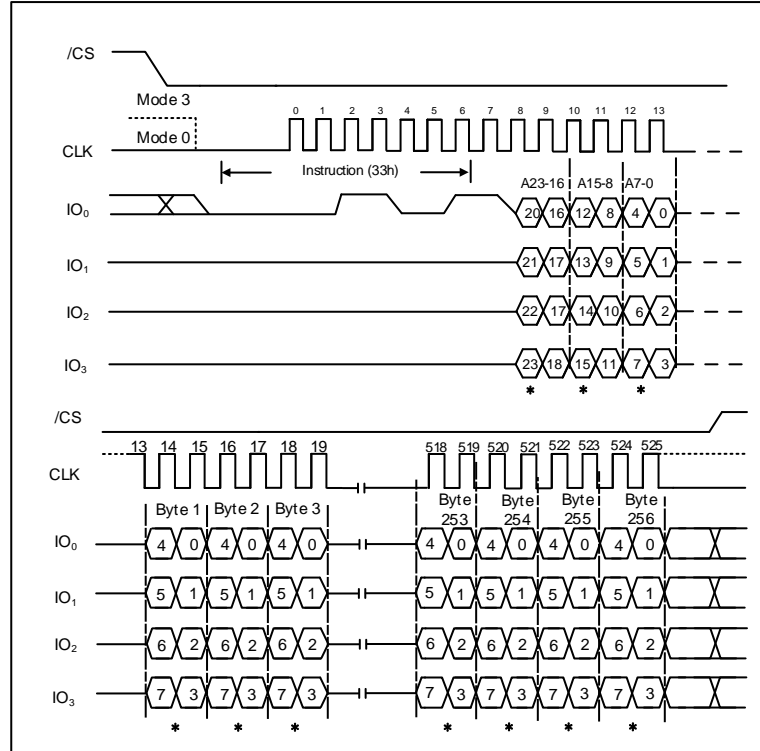 /CS
Mode 3
Mode 0
CLK
0 1 2 3 4 5 6 7 8 9 10 11 12 13
Instruction (33h)
A23-16 A15-8 A7-0
IO0 20 16 12 8 4 0
IO1 21 17 13 9 5 1
IO2 22 17 14 10 6 2
IO3 23 18 15 11 7 3
* * *
/CS
13 14 15 16 17 18 19 518 519 520 521 522 523 524 525
CLK
Byte 1 Byte 2 Byte 3 Byte 253 Byte 254 Byte 255 Byte 256
IO0 4 0 4 0 4 0 4 0 4 0 4 0 4 0
IO1 5 1 5 1 5 1 5 1 5 1 5 1 5 1
IO2 6 2 6 2 6 2 6 2 6 2 6 2 6 2
IO3 7 3 7 3 7 3 7 3 7 3 7 3 7 3
* * * * * * *